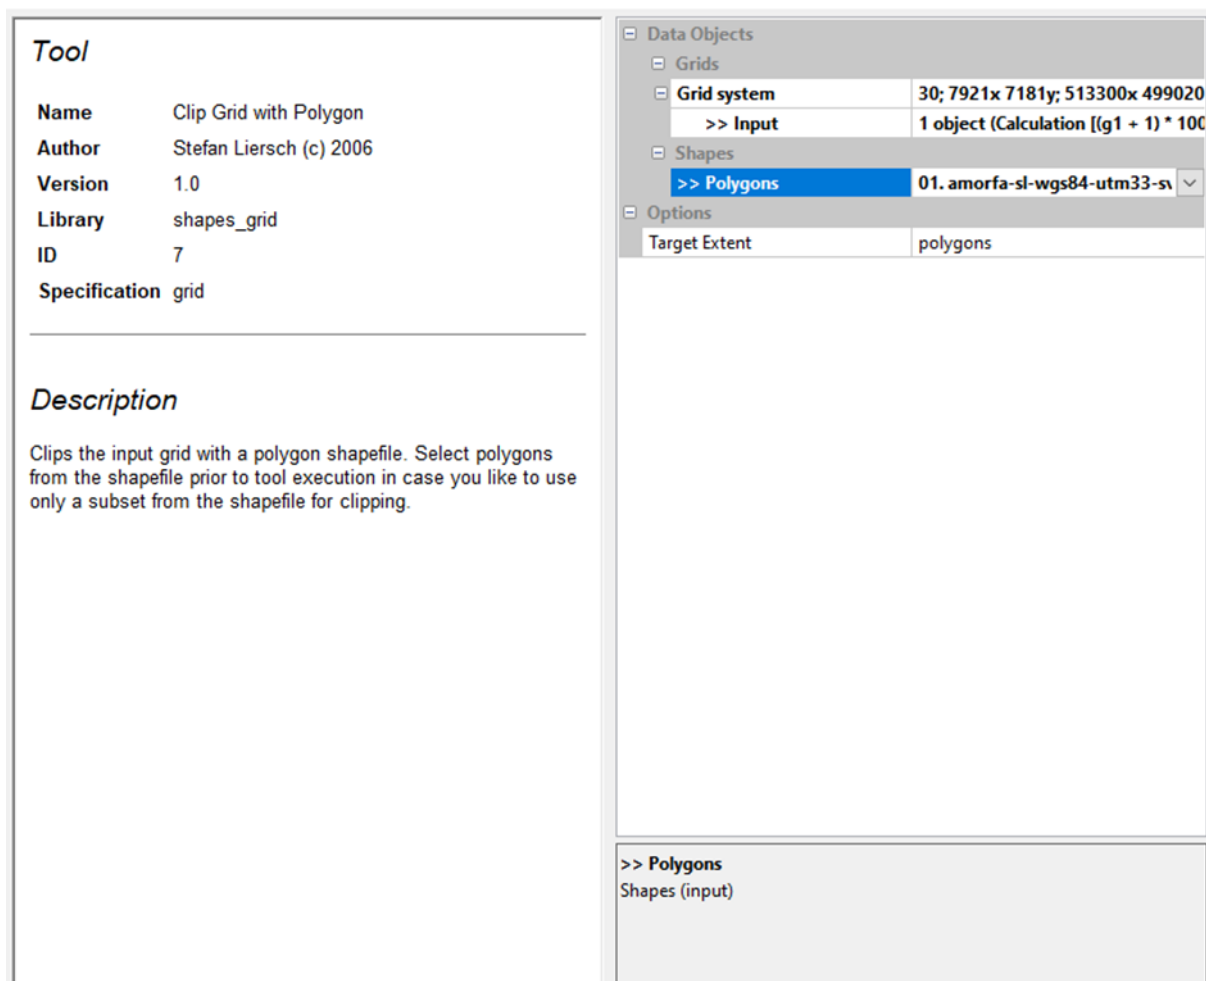 Tool
Name Clip Grid with Polygon
Author Stefan Liersch (c) 2006
Version 1.0
Library shapes_grid
ID 7
Specification grid
Description
Clips the input grid with a polygon shapefile. Select polygons
from the shapefile prior to tool execution in case you like to use
only a subset from the shapefile for clipping.
Data Objects
Grids
Grid system 30; 7921x 7181y; 513300x 499020
>> Input 1 object (Calculation [(g1 + 1) * 100
Shapes
>> Polygons 01. amorfa-sl-wgs84-utm33-sv
Options
Target Extent polygons
>> Polygons
Shapes (input)